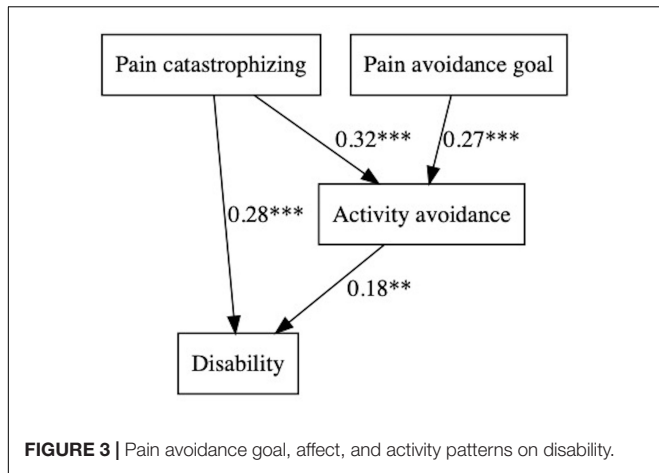 Pain catastrophizing
Pain avoidance goal
0.32***
0.27***
0.28***
Activity avoidance
0.18**
Disability
FIGURE 3 | Pain avoidance goal, affect, and activity patterns on disability.